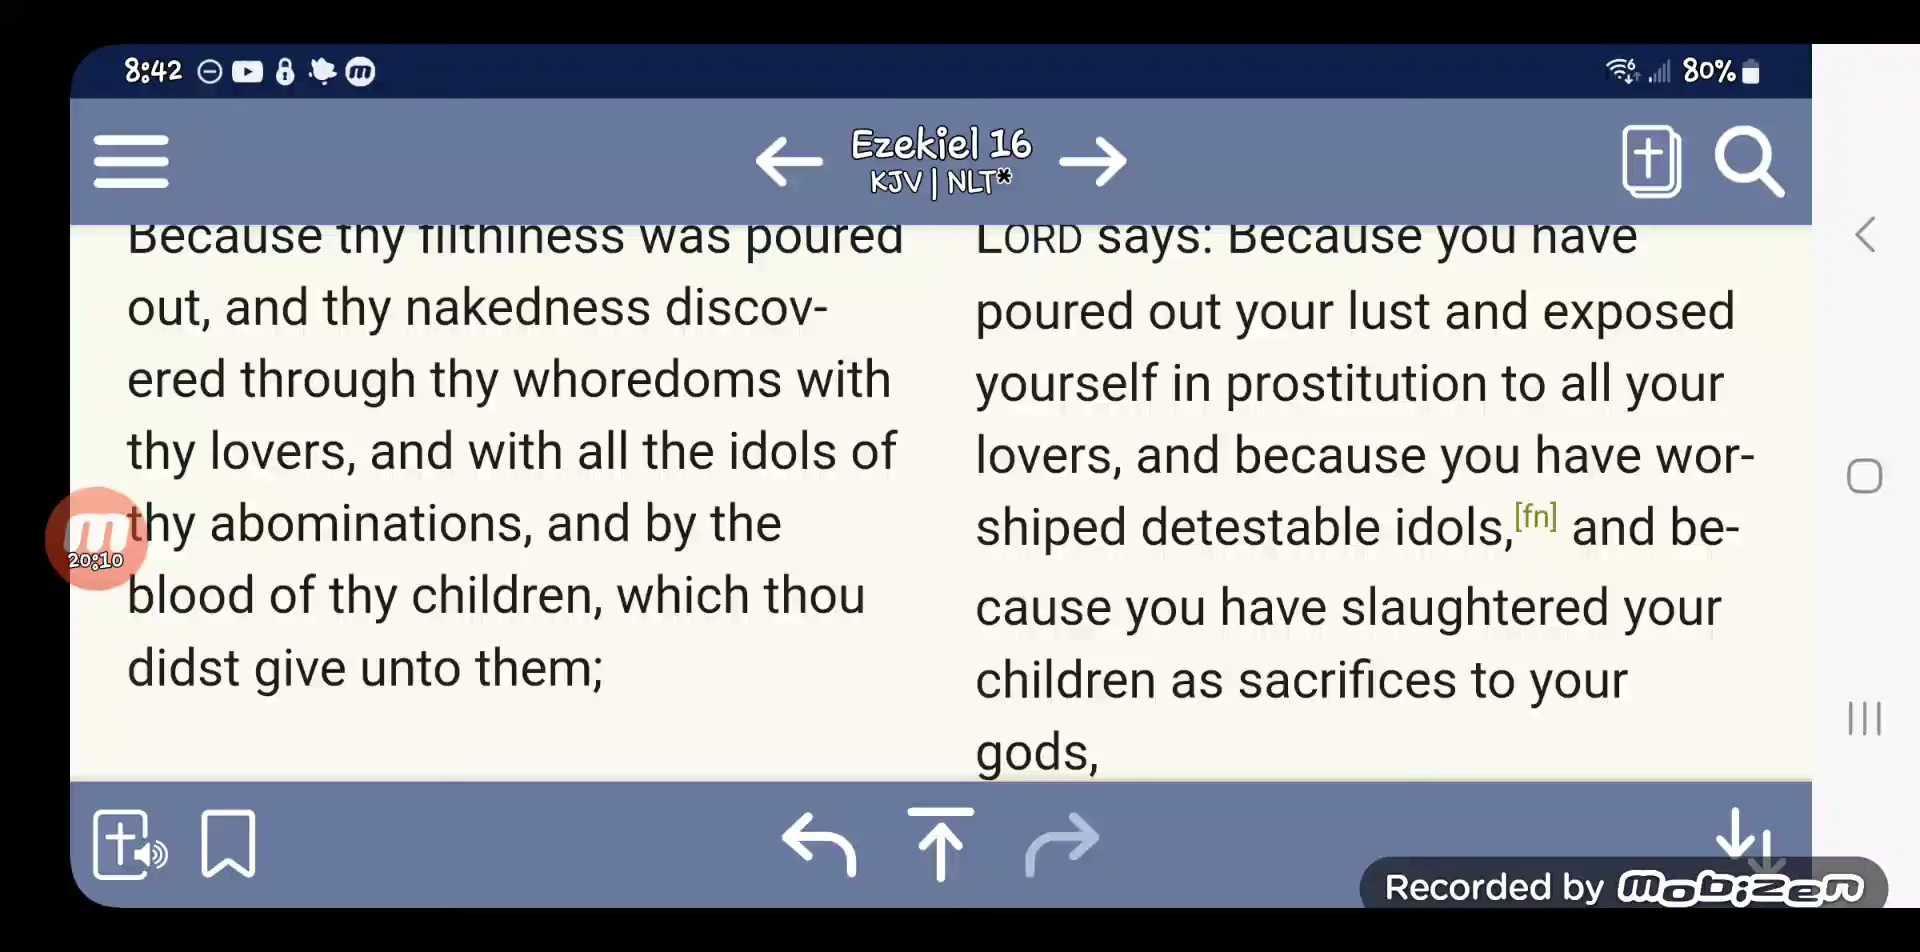 8:42
80%
Ezekiel 16
KJV | NLT*
Because thy filthiness was poured
out, and thy nakedness discov-
ered through thy whoredoms with
thy lovers, and with all the idols of
thy abominations, and by the
blood of thy children, which thou
didst give unto them;
LORD says: Because you have
poured out your lust and exposed
yourself in prostitution to all your
lovers, and because you have wor-
shiped detestable idols,[fn] and be-
cause you have slaughtered your
children as sacrifices to your
gods,
20:10
Recorded by mobizen